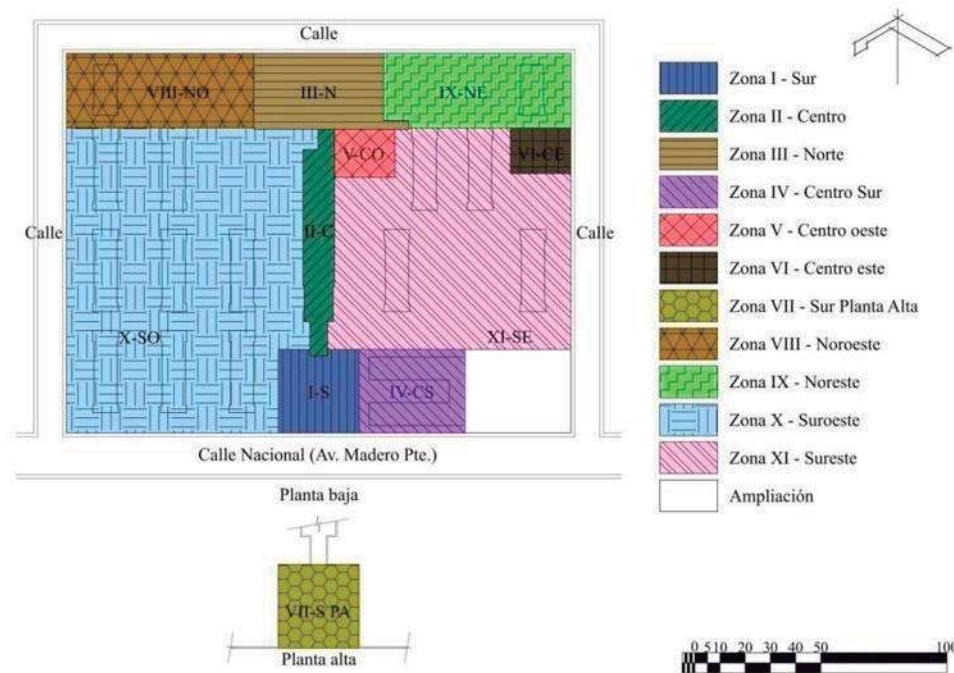 Calle
VIII-NO
III-N
IX-NE
V-CO
VI-CE
Calle
II-C
Calle
X-SO
XI-SE
I-S
IV-CS
Calle Nacional (Av. Madero Pte.)
Planta baja
VII-S PA
Planta alta
Zona I - Sur
Zona II - Centro
Zona III - Norte
Zona IV - Centro Sur
Zona V - Centro oeste
Zona VI - Centro este
Zona VII - Sur Planta Alta
Zona VIII - Noroeste
Zona IX - Noreste
Zona X - Suroeste
Zona XI - Sureste
Ampliación
0 5 10 20 30 40 50 100